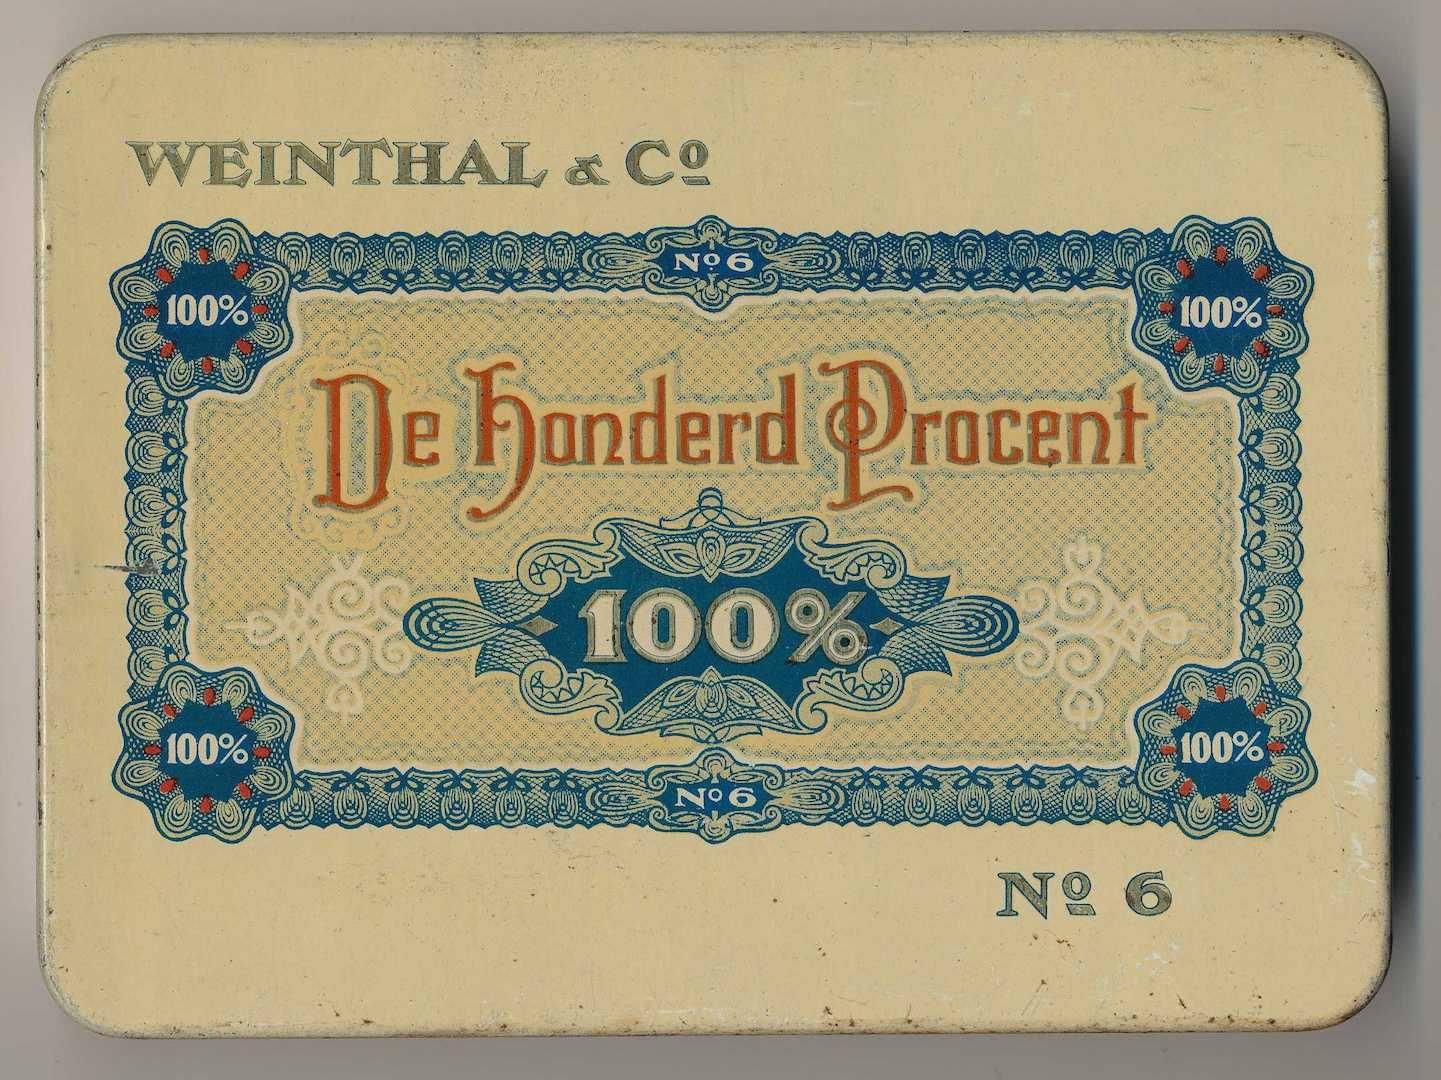 WEINTHAL & Cº
Nº 6
100% 100%
De Honderd Procent
100%
100% 100%
Nº 6
Nº 6